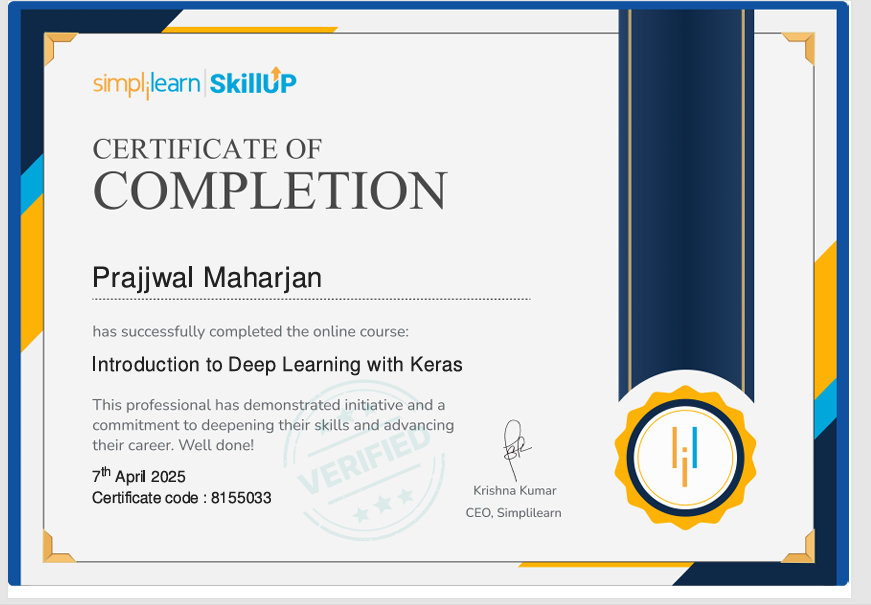 simplilearn | SkillUP
CERTIFICATE OF
COMPLETION
Prajjwal Maharjan
has successfully completed the online course:
Introduction to Deep Learning with Keras
This professional has demonstrated initiative and a
commitment to deepening their skills and advancing
their career. Well done!
VERIFIED
7th April 2025
Certificate code : 8155033
Krishna Kumar
CEO, Simplilearn